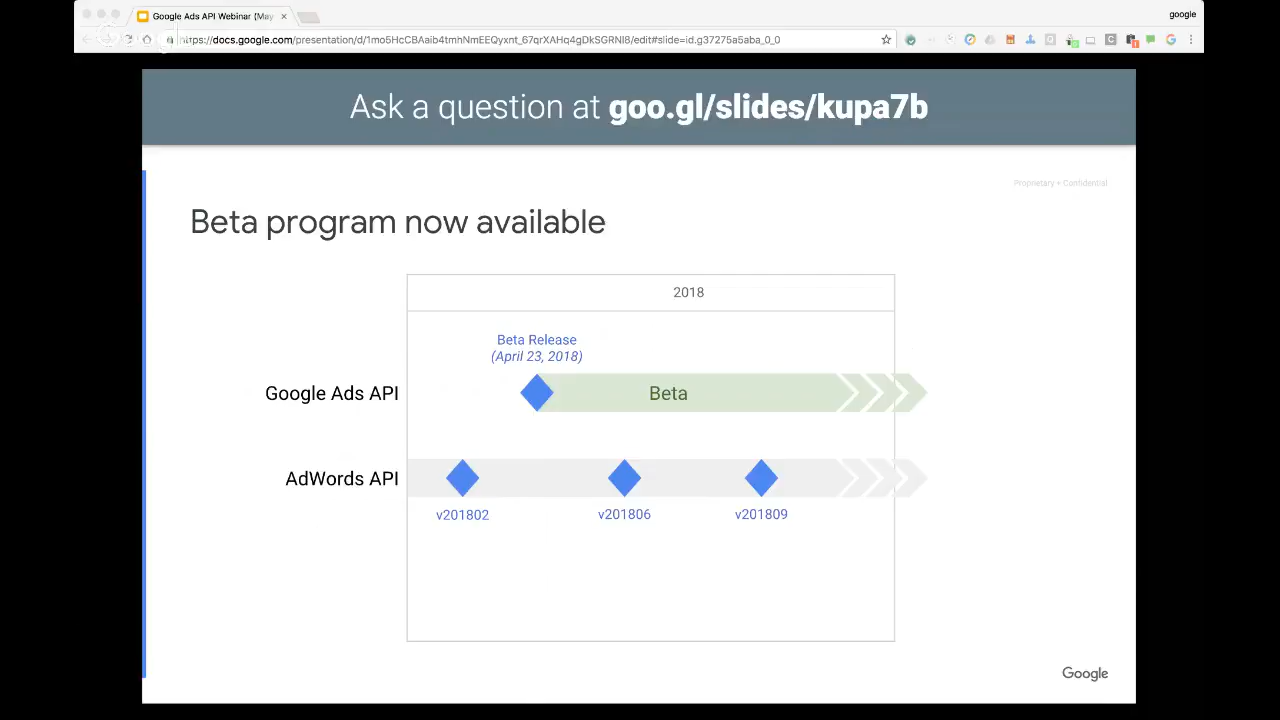 Google Ads API Webinar (May
google
https://docs.google.com/presentation/d/1mo5HcCBAaib4tmhNmEEQyxnt_67qrXAHq4gDkSGRNl8/edit#slide=id.g37275a5aba_0_0
Ask a question at goo.gl/slides/kupa7b
Proprietary + Confidential
Beta program now available
2018
Beta Release
(April 23, 2018)
Google Ads API
Beta
AdWords API
v201802
v201806
v201809
Google